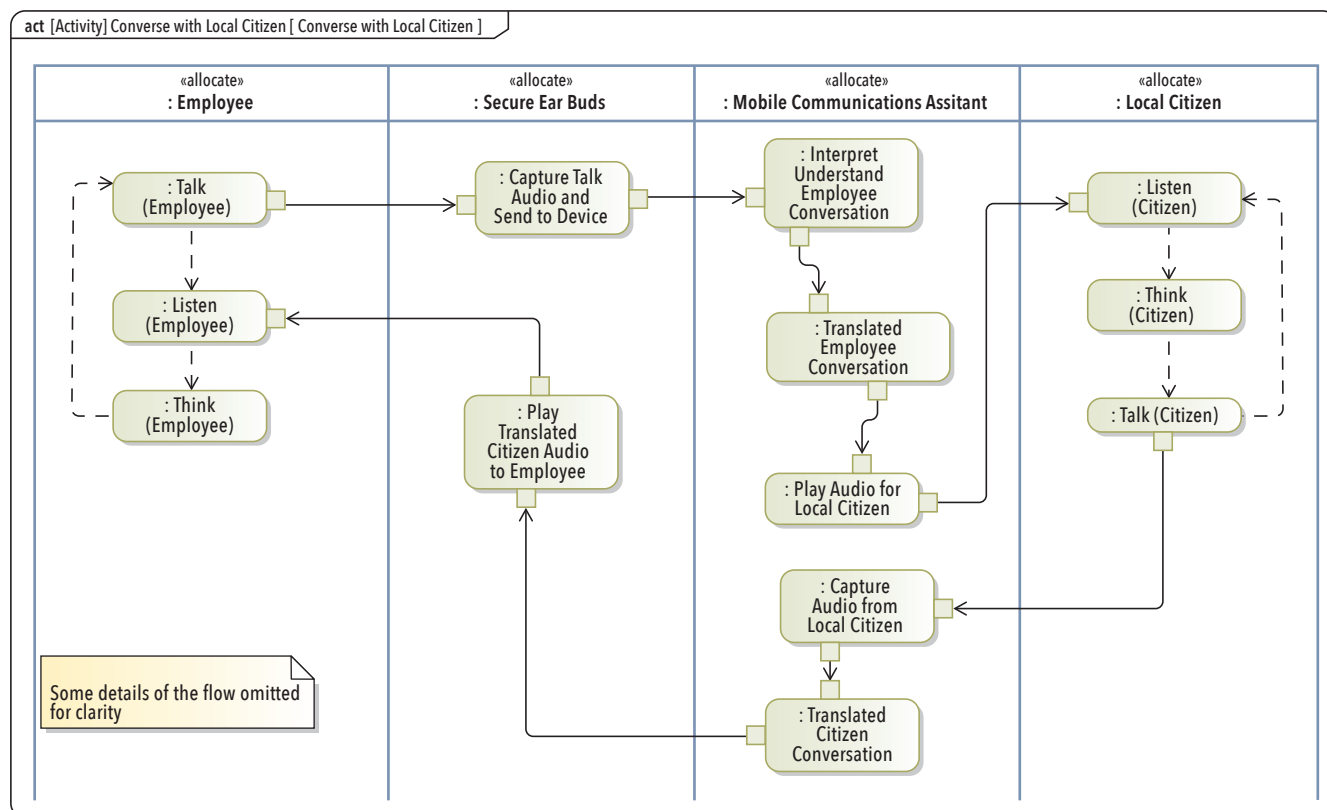 act [Activity] Converse with Local Citizen [ Converse with Local Citizen ]
«allocate»
: Employee
«allocate»
: Secure Ear Buds
«allocate»
: Mobile Communications Assitant
«allocate»
: Local Citizen
: Talk
(Employee)
: Listen
(Employee)
: Think
(Employee)
: Capture Talk
Audio and
Send to Device
: Play
Translated
Citizen Audio
to Employee
: Interpret
Understand
Employee
Conversation
: Translated
Employee
Conversation
: Play Audio for
Local Citizen
: Capture
Audio from
Local Citizen
: Translated
Citizen
Conversation
: Listen
(Citizen)
: Think
(Citizen)
: Talk (Citizen)
Some details of the flow omitted
for clarity